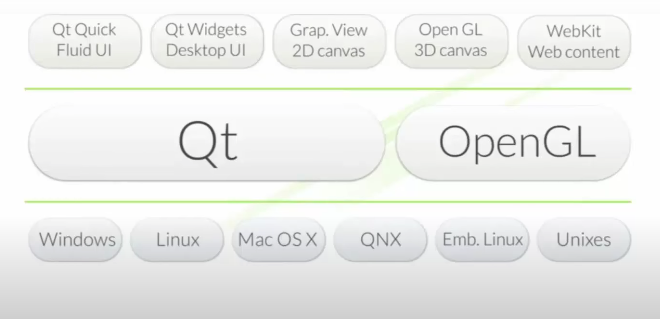 Qt Quick
Fluid UI
Qt Widgets
Desktop UI
Grap. View
2D canvas
Open GL
3D canvas
WebKit
Web content
Qt
OpenGL
Windows
Linux
Mac OS X
QNX
Emb. Linux
Unixes